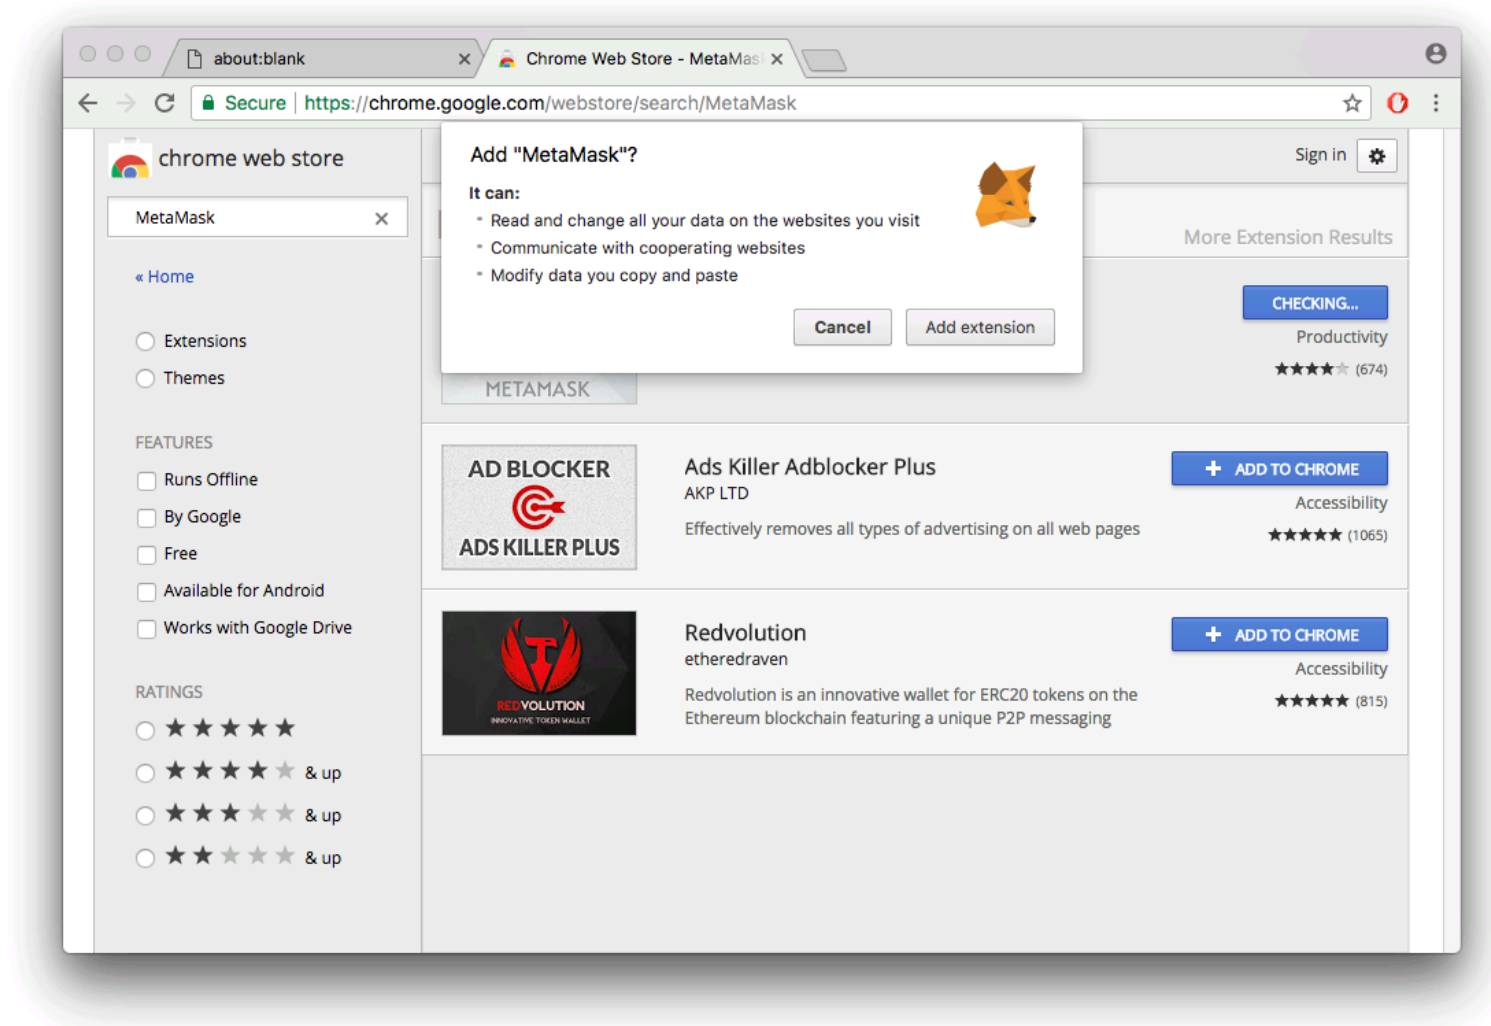 about:blank
Chrome Web Store - MetaMas
Secure
https://chrome.google.com/webstore/search/MetaMask
chrome web store
Sign in
MetaMask
« Home
Extensions
Themes
FEATURES
Runs Offline
By Google
Free
Available for Android
Works with Google Drive
RATINGS
& up
& up
& up
Add "MetaMask"?
It can:
Read and change all your data on the websites you visit
Communicate with cooperating websites
Modify data you copy and paste
Cancel
Add extension
More Extension Results
METAMASK
CHECKING...
Productivity
(674)
AD BLOCKER
ADS KILLER PLUS
Ads Killer Adblocker Plus
AKP LTD
Effectively removes all types of advertising on all web pages
ADD TO CHROME
Accessibility
(1065)
REDVOLUTION
INNOVATIVE TOKEN WALLET
Redvolution
etheredraven
Redvolution is an innovative wallet for ERC20 tokens on the
Ethereum blockchain featuring a unique P2P messaging
ADD TO CHROME
Accessibility
(815)